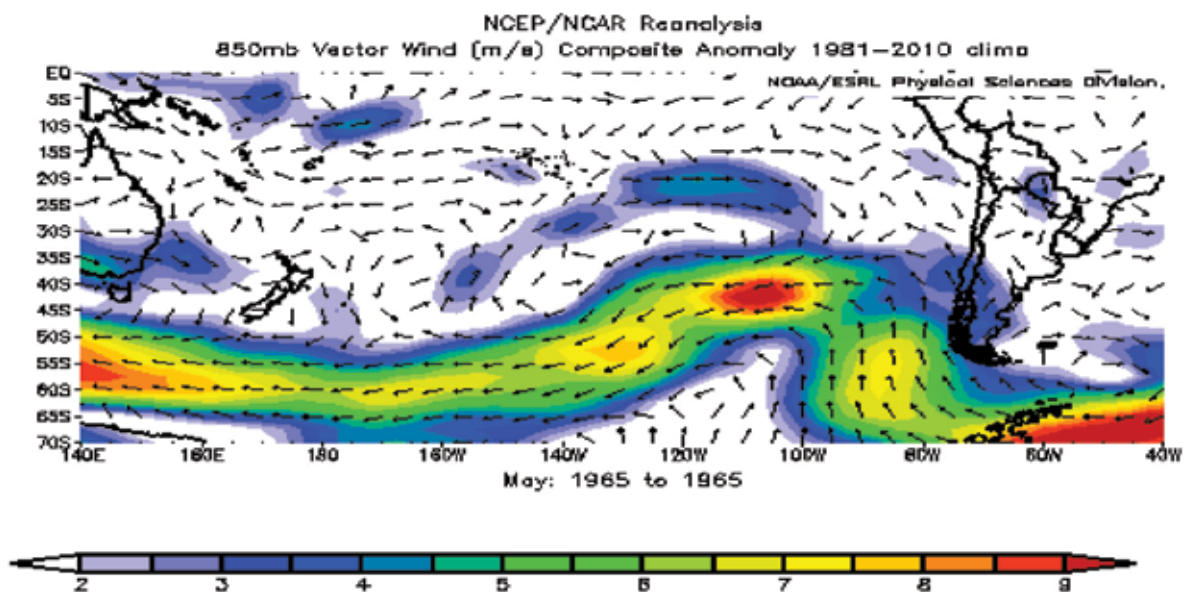 NCEP/NCAR Reanalysis
850mb Vector Wind (m/s) Composite Anomaly 1981-2010 clima
NOAA/ESRL Physical Sciences Division
EQ
5S
10S
15S
20S
25S
30S
35S
40S
45S
50S
55S
60S
65S
70S
140E 160E 180 160W 140W 120W 100W 80W 60W 40W
May: 1965 to 1965
2 3 4 5 6 7 8 9